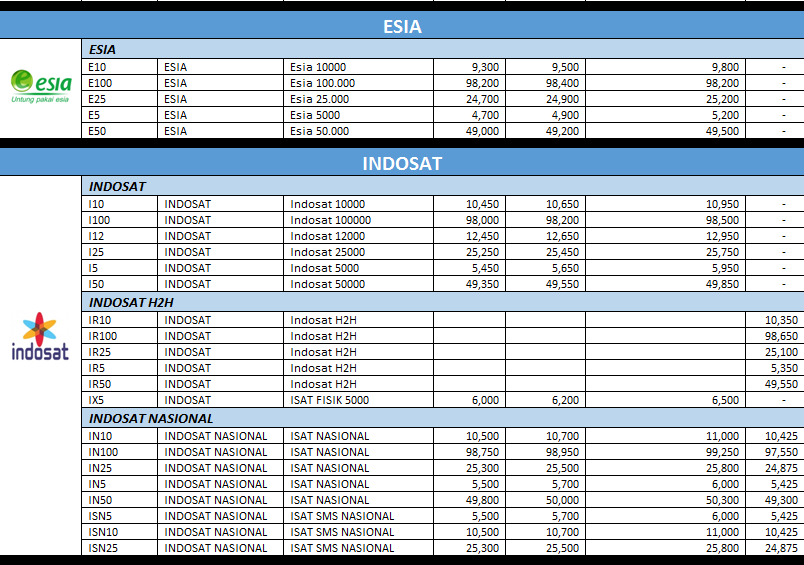 ESIA
ESIA
esia
Untung pakai esia
E10 ESIA Esia 10000 9,300 9,500 9,800 -
E100 ESIA Esia 100.000 98,200 98,400 98,200 -
E25 ESIA Esia 25.000 24,700 24,900 25,200 -
E5 ESIA Esia 5000 4,700 4,900 5,200 -
E50 ESIA Esia 50.000 49,000 49,200 49,500 -
INDOSAT
INDOSAT
I10 INDOSAT Indosat 10000 10,450 10,650 10,950 -
I100 INDOSAT Indosat 100000 98,000 98,200 98,500 -
I12 INDOSAT Indosat 12000 12,450 12,650 12,950 -
I25 INDOSAT Indosat 25000 25,250 25,450 25,750 -
I5 INDOSAT Indosat 5000 5,450 5,650 5,950 -
I50 INDOSAT Indosat 50000 49,350 49,550 49,850 -
INDOSAT H2H
indosat
IR10 INDOSAT Indosat H2H 10,350
IR100 INDOSAT Indosat H2H 98,650
IR25 INDOSAT Indosat H2H 25,100
IR5 INDOSAT Indosat H2H 5,350
IR50 INDOSAT Indosat H2H 49,550
IX5 INDOSAT ISAT FISIK 5000 6,000 6,200 6,500 -
INDOSAT NASIONAL
IN10 INDOSAT NASIONAL ISAT NASIONAL 10,500 10,700 11,000 10,425
IN100 INDOSAT NASIONAL ISAT NASIONAL 98,750 98,950 99,250 97,550
IN25 INDOSAT NASIONAL ISAT NASIONAL 25,300 25,500 25,800 24,875
IN5 INDOSAT NASIONAL ISAT NASIONAL 5,500 5,700 6,000 5,425
IN50 INDOSAT NASIONAL ISAT NASIONAL 49,800 50,000 50,300 49,300
ISN5 INDOSAT NASIONAL ISAT SMS NASIONAL 5,500 5,700 6,000 5,425
ISN10 INDOSAT NASIONAL ISAT SMS NASIONAL 10,500 10,700 11,000 10,425
ISN25 INDOSAT NASIONAL ISAT SMS NASIONAL 25,300 25,500 25,800 24,875